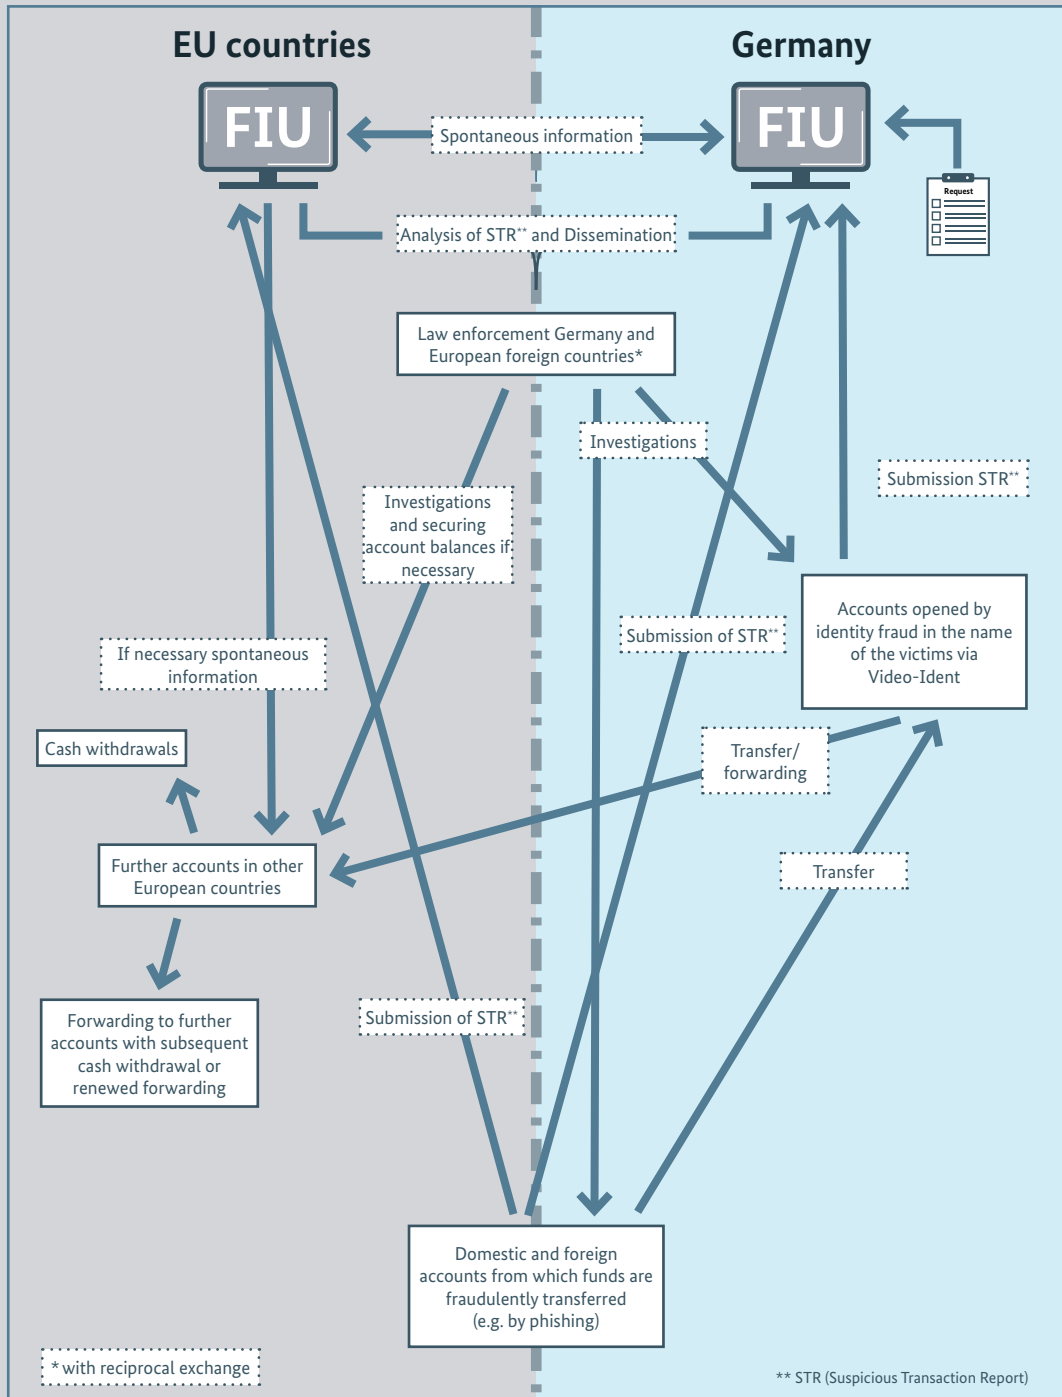 EU countries
Germany
FIU
FIU
Spontaneous information
Request
Analysis of STR** and Dissemination
Law enforcement Germany and
European foreign countries*
Investigations
Submission STR**
Investigations
and securing
account balances if
necessary
Accounts opened by
identity fraud in the name
of the victims via
Video-Ident
Submission of STR**
If necessary spontaneous
information
Cash withdrawals
Transfer/
forwarding
Further accounts in other
European countries
Transfer
Forwarding to further
accounts with subsequent
cash withdrawal or
renewed forwarding
Submission of STR**
Domestic and foreign
accounts from which funds are
fraudulently transferred
(e.g. by phishing)
* with reciprocal exchange
** STR (Suspicious Transaction Report)